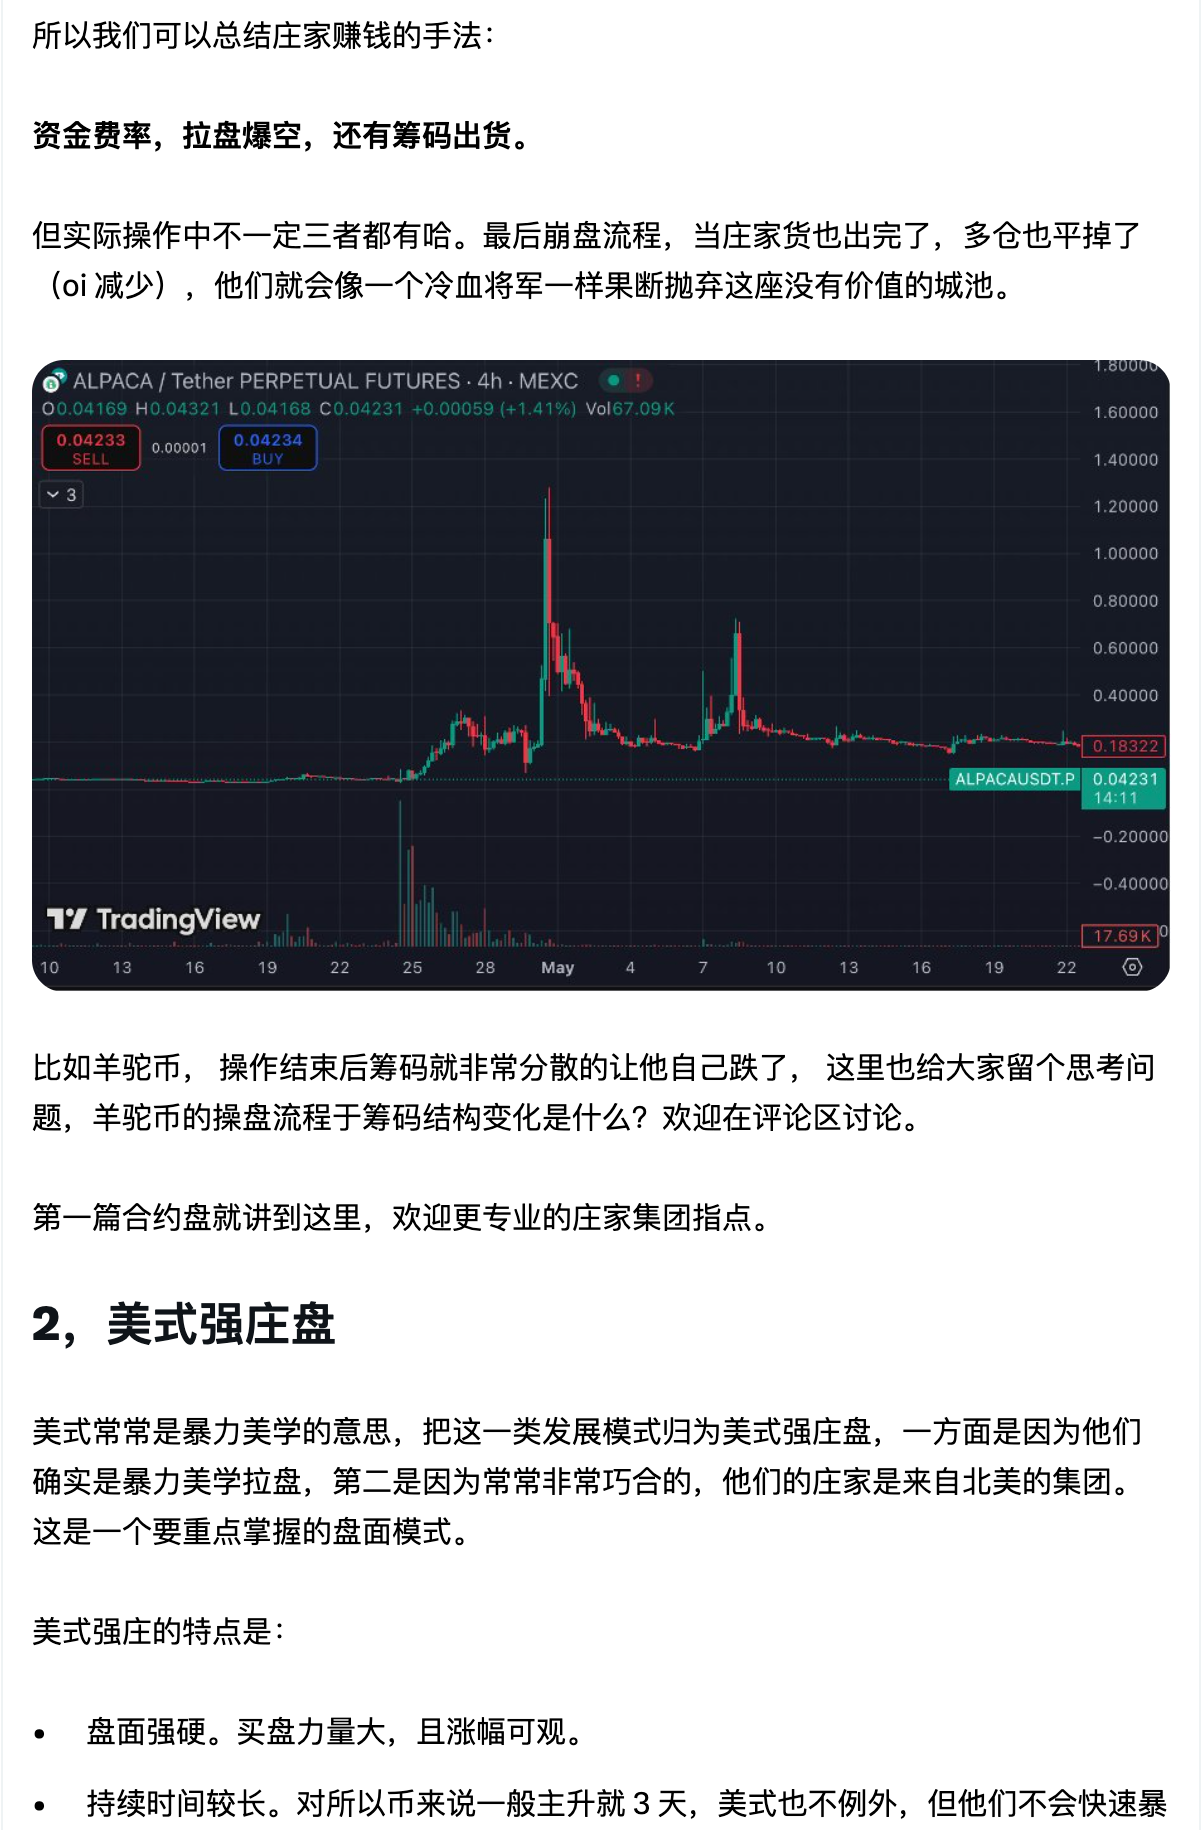 所以我们可以总结庄家赚钱的手法：
资金费率，拉盘爆空，还有筹码出货。
但实际操作中不一定三者都有哈。最后崩盘流程，当庄家货也出完了，多仓也平掉了
（oi 减少），他们就会像一个冷血将军一样果断抛弃这座没有价值的城池。
ALPACA / Tether PERPETUAL FUTURES · 4h · MEXC !
O0.04169 H0.04321 L0.04168 C0.04231 +0.00059 (+1.41%) Vol67.09K
0.04233 SELL 0.00001 0.04234 BUY
3
1.80000
1.60000
1.40000
1.20000
1.00000
0.80000
0.60000
0.40000
0.18322
ALPACAUSDT.P 0.04231
14:11
−0.20000
−0.40000
17.69K
TradingView
10 13 16 19 22 25 28 May 4 7 10 13 16 19 22
比如羊驼币， 操作结束后筹码就非常分散的让他自己跌了， 这里也给大家留个思考问
题，羊驼币的操盘流程于筹码结构变化是什么？欢迎在评论区讨论。
第一篇合约盘就讲到这里，欢迎更专业的庄家集团指点。
2，美式强庄盘
美式常常是暴力美学的意思，把这一类发展模式归为美式强庄盘，一方面是因为他们
确实是暴力美学拉盘，第二是因为常常非常巧合的，他们的庄家是来自北美的集团。
这是一个要重点掌握的盘面模式。
美式强庄的特点是：
• 盘面强硬。买盘力量大，且涨幅可观。
• 持续时间较长。对所以币来说一般主升就 3 天，美式也不例外，但他们不会快速暴